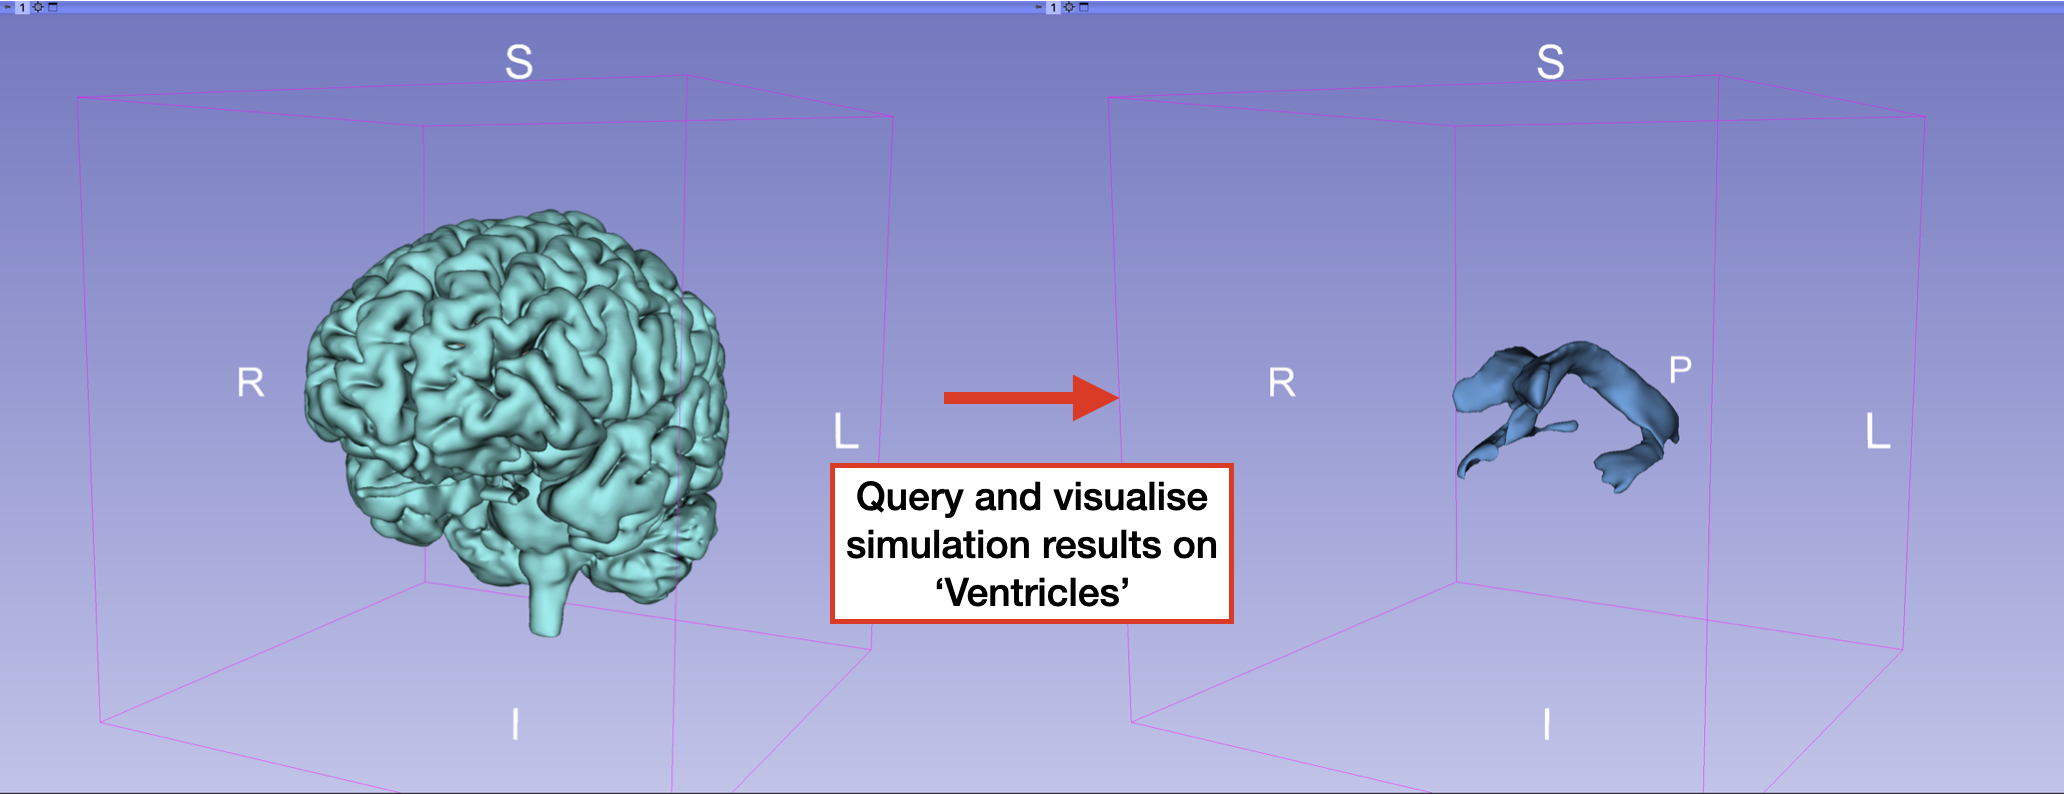 1
1
S
S
R
L
R
P
L
Query and visualise
simulation results on
‘Ventricles’
I
I